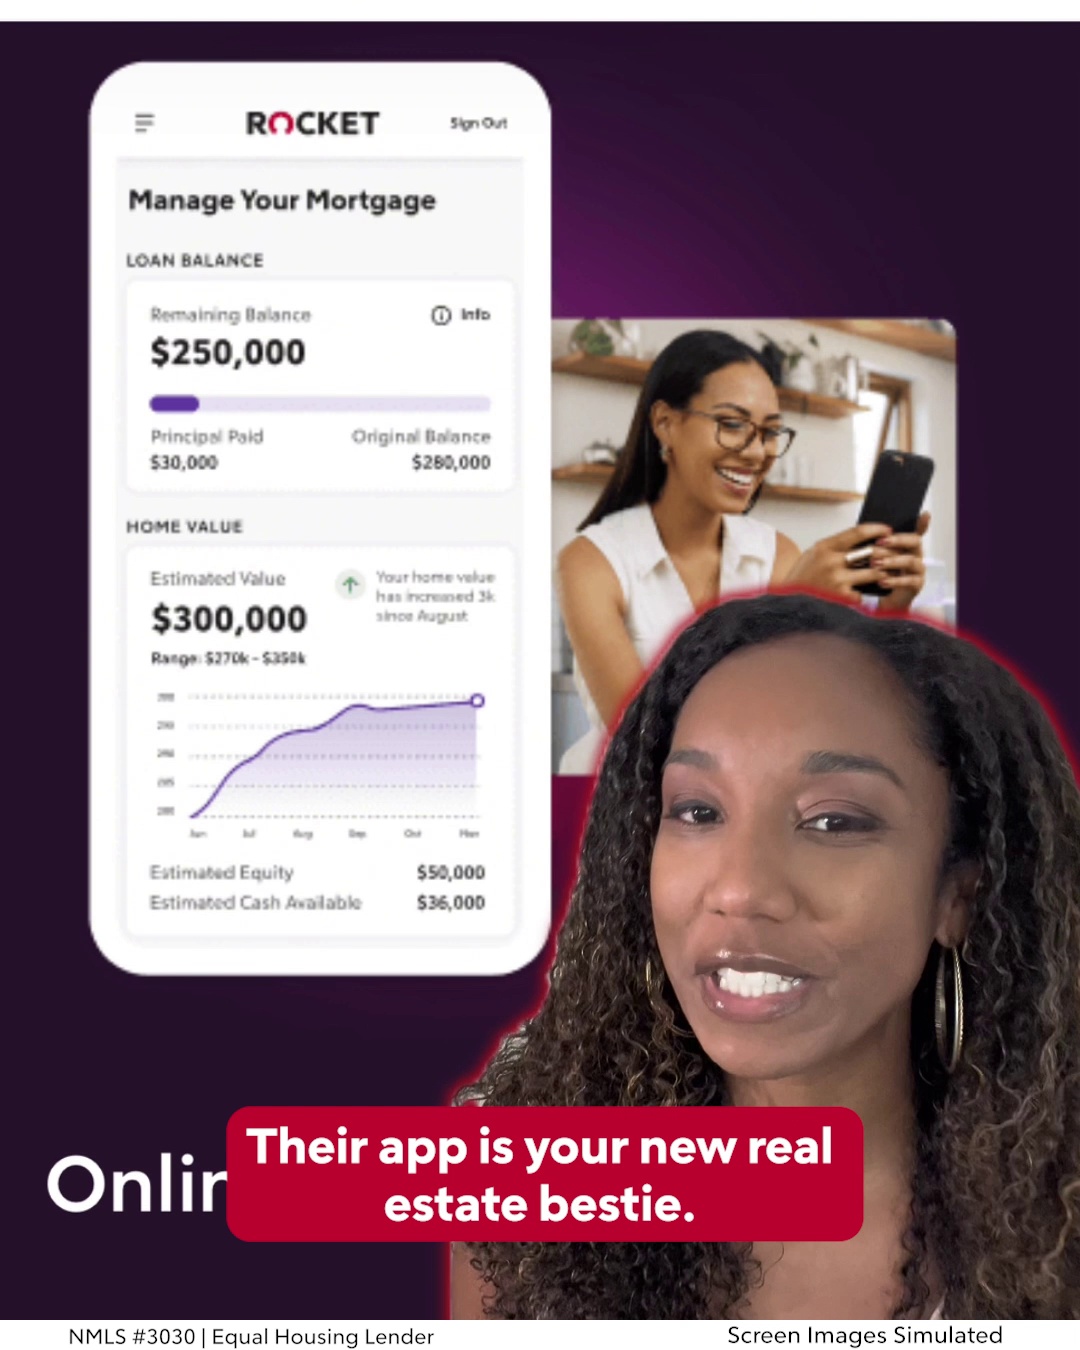 ROCKET
Sign Out
Manage Your Mortgage
LOAN BALANCE
Remaining Balance
Info
$250,000
Principal Paid
Original Balance
$30,000
$280,000
HOME VALUE
Estimated Value
Your home value
has increased 3k
since August
$300,000
Range: $270k - $350k
Jun
Jul
Aug
Sep
Oct
Nov
Estimated Equity
$50,000
Estimated Cash Available
$36,000
Onlin
Their app is your new real
estate bestie.
NMLS #3030 | Equal Housing Lender
Screen Images Simulated